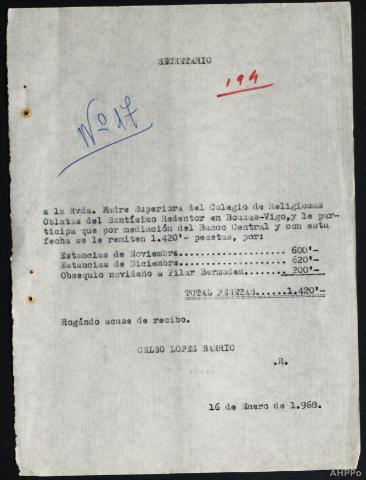 SECRETARIO
194
Nº 17
a la Rvda. Madre Superiora del Colegio de Religiosas
Oblatas del Santísimo Redentor en Bouzas-Vigo,y le par-
ticipa que por mediación del Banco Central y con esta
fecha se le remiten 1.420'- pesetas, por:
Estancias de Noviembre.................... 600'-
Estancias de Diciembre.................... 620'-
Obsequio navideño a Pilar Bermudez....... 200'-
TOTAL PESETAS......1.420'-
Rogándo acuse de recibo.
CELSO LOPEZ BARRIO
.R.
16 de Enero de 1.968.
AHPPo